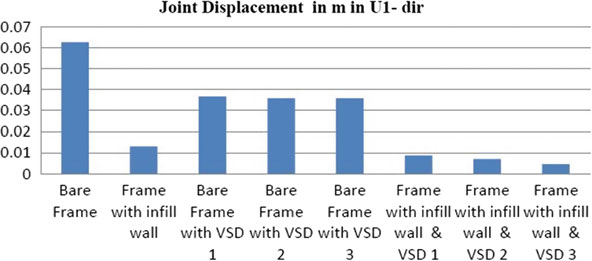 Joint Displacement in m in U1- dir
0.07
0.06
0.05
0.04
0.03
0.02
0.01
0
Bare Frame Bare Bare Bare Frame Frame Frame
Frame with infill Frame Frame Frame with infill with infill with infill
wall with VSD with VSD with VSD wall & wall & wall &
1 2 3 VSD 1 VSD 2 VSD 3